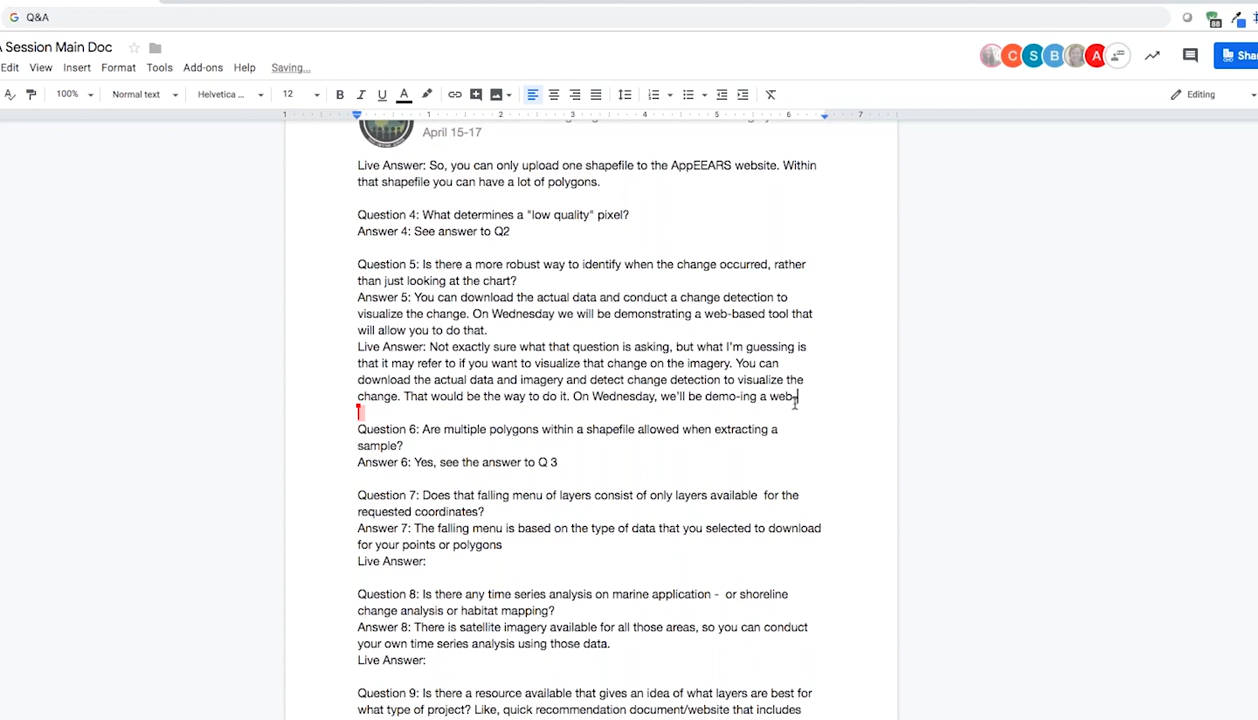 Q&A
A Session Main Doc
Edit View Insert Format Tools Add-ons Help Saving...
C S B A
Shar
100% Normal text Helvetica ... 12 B I U A Editing
1 1 2 3 4 5 6 7
April 15-17
Live Answer: So, you can only upload one shapefile to the AppEEARS website. Within
that shapefile you can have a lot of polygons.
Question 4: What determines a "low quality" pixel?
Answer 4: See answer to Q2
Question 5: Is there a more robust way to identify when the change occurred, rather
than just looking at the chart?
Answer 5: You can download the actual data and conduct a change detection to
visualize the change. On Wednesday we will be demonstrating a web-based tool that
will allow you to do that.
Live Answer: Not exactly sure what that question is asking, but what I'm guessing is
that it may refer to if you want to visualize that change on the imagery. You can
download the actual data and imagery and detect change detection to visualize the
change. That would be the way to do it. On Wednesday, we'll be demo-ing a web-
Question 6: Are multiple polygons within a shapefile allowed when extracting a
sample?
Answer 6: Yes, see the answer to Q 3
Question 7: Does that falling menu of layers consist of only layers available  for the
requested coordinates?
Answer 7: The falling menu is based on the type of data that you selected to download
for your points or polygons
Live Answer:
Question 8: Is there any time series analysis on marine application -  or shoreline
change analysis or habitat mapping?
Answer 8: There is satellite imagery available for all those areas, so you can conduct
your own time series analysis using those data.
Live Answer:
Question 9: Is there a resource available that gives an idea of what layers are best for
what type of project? Like, quick recommendation document/website that includes